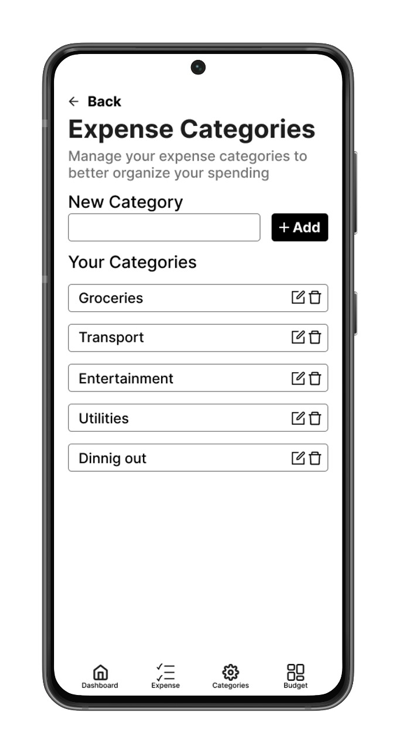 ← Back
Expense Categories
Manage your expense categories to
better organize your spending
New Category
+ Add
Your Categories
Groceries
Transport
Entertainment
Utilities
Dinnig out
Dashboard Expense Categories Budget